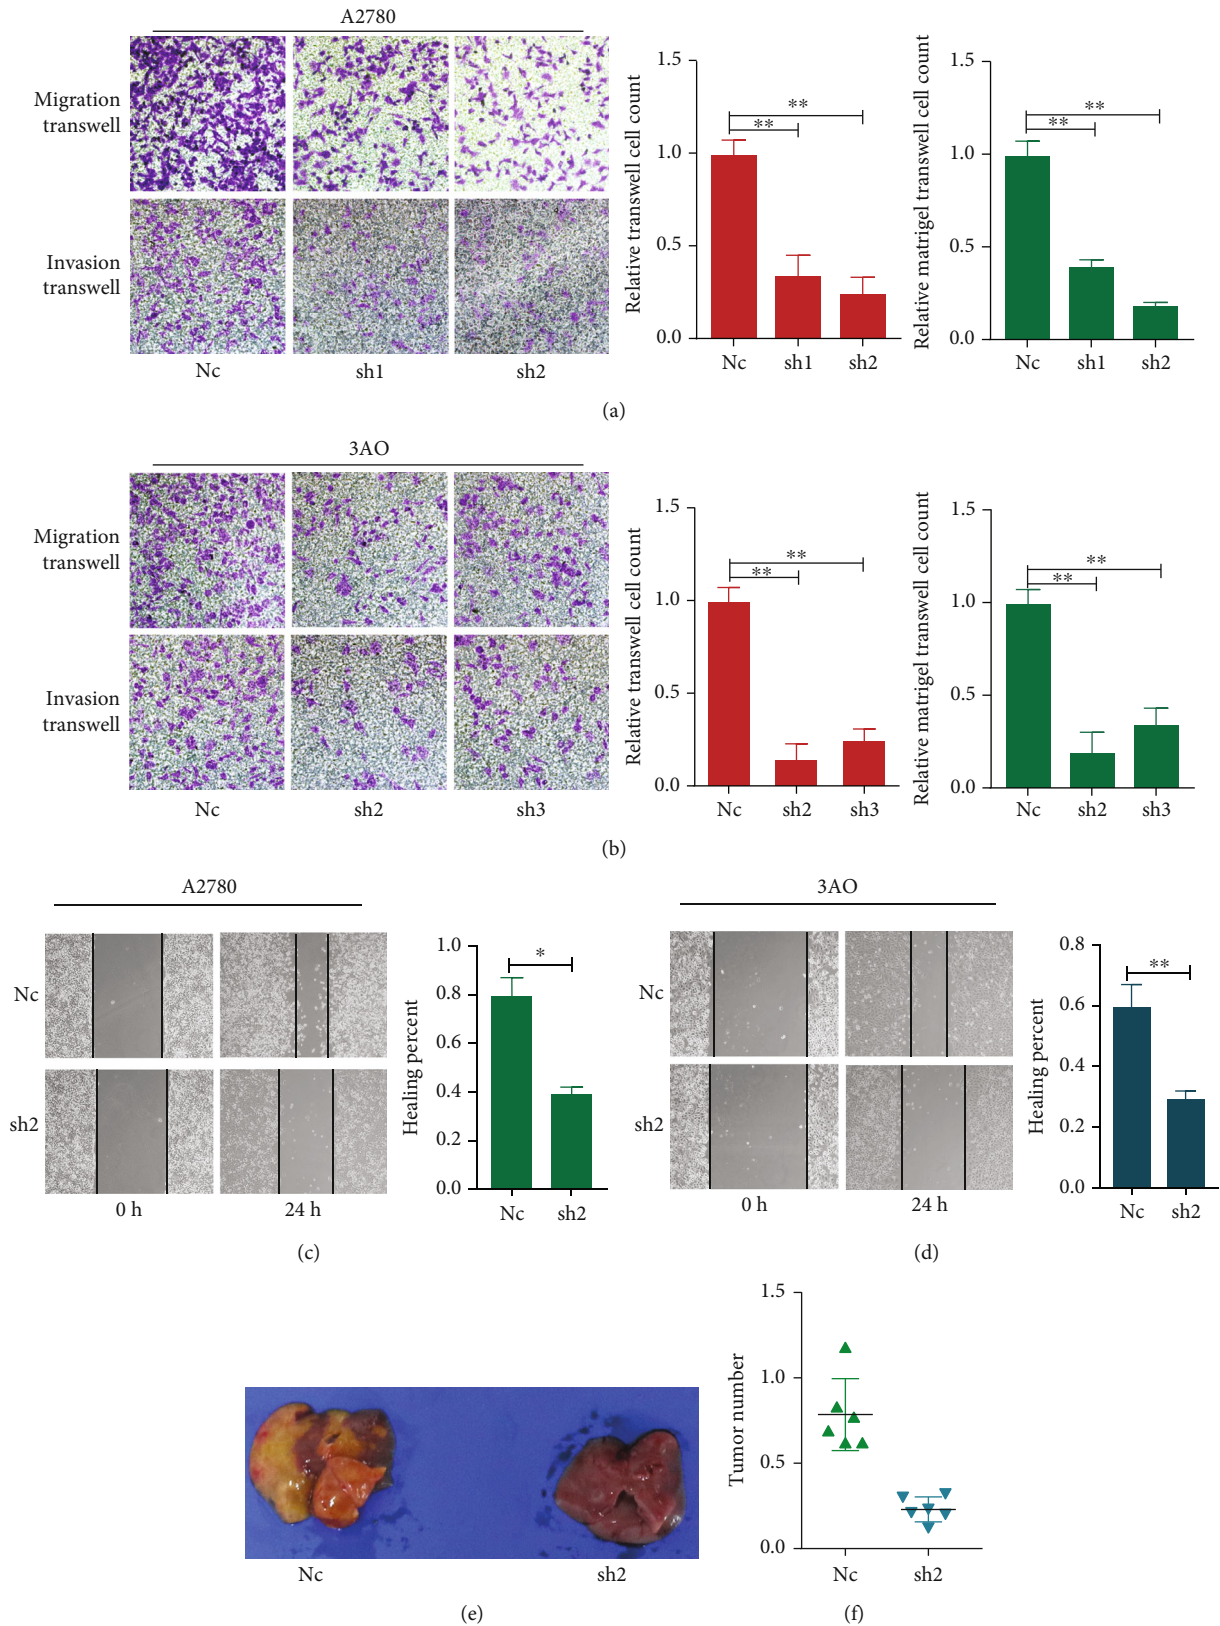 A2780
Migration
transwell
Invasion
transwell
Nc
sh1
sh2
Relative transwell cell count
1.5
1.0
0.5
0.0
**
**
Nc
sh1
sh2
Relative matrigel transwell cell count
1.5
1.0
0.5
0.0
**
**
Nc
sh1
sh2
(a)
3AO
Migration
transwell
Invasion
transwell
Nc
sh2
sh3
Relative transwell cell count
1.5
1.0
0.5
0.0
**
**
Nc
sh2
sh3
Relative matrigel transwell cell count
1.5
1.0
0.5
0.0
**
**
Nc
sh2
sh3
(b)
A2780
Nc
sh2
0 h
24 h
Healing percent
1.0
0.8
0.6
0.4
0.2
0.0
*
Nc
sh2
(c)
3AO
Nc
sh2
0 h
24 h
Healing percent
0.8
0.6
0.4
0.2
0.0
**
Nc
sh2
(d)
Nc
sh2
(e)
Tumor number
1.5
1.0
0.5
0.0
Nc
sh2
(f)